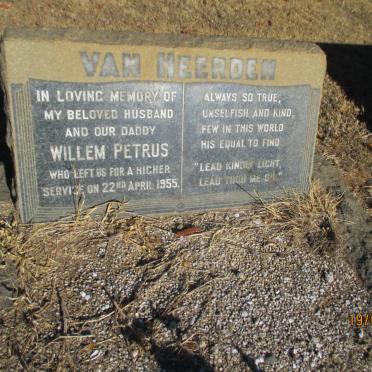 VAN HEERDEN
IN LOVING MEMORY OF
MY BELOVED HUSBAND
AND OUR DADDY
WILLEM PETRUS
WHO LEFT US FOR A HIGHER
SERVICE ON 22ND APRIL 1955.
ALWAYS SO TRUE,
UNSELFISH AND KIND,
FEW IN THIS WORLD
HIS EQUAL TO FIND
"LEAD KINDLY LIGHT,
LEAD THOU ME ON"